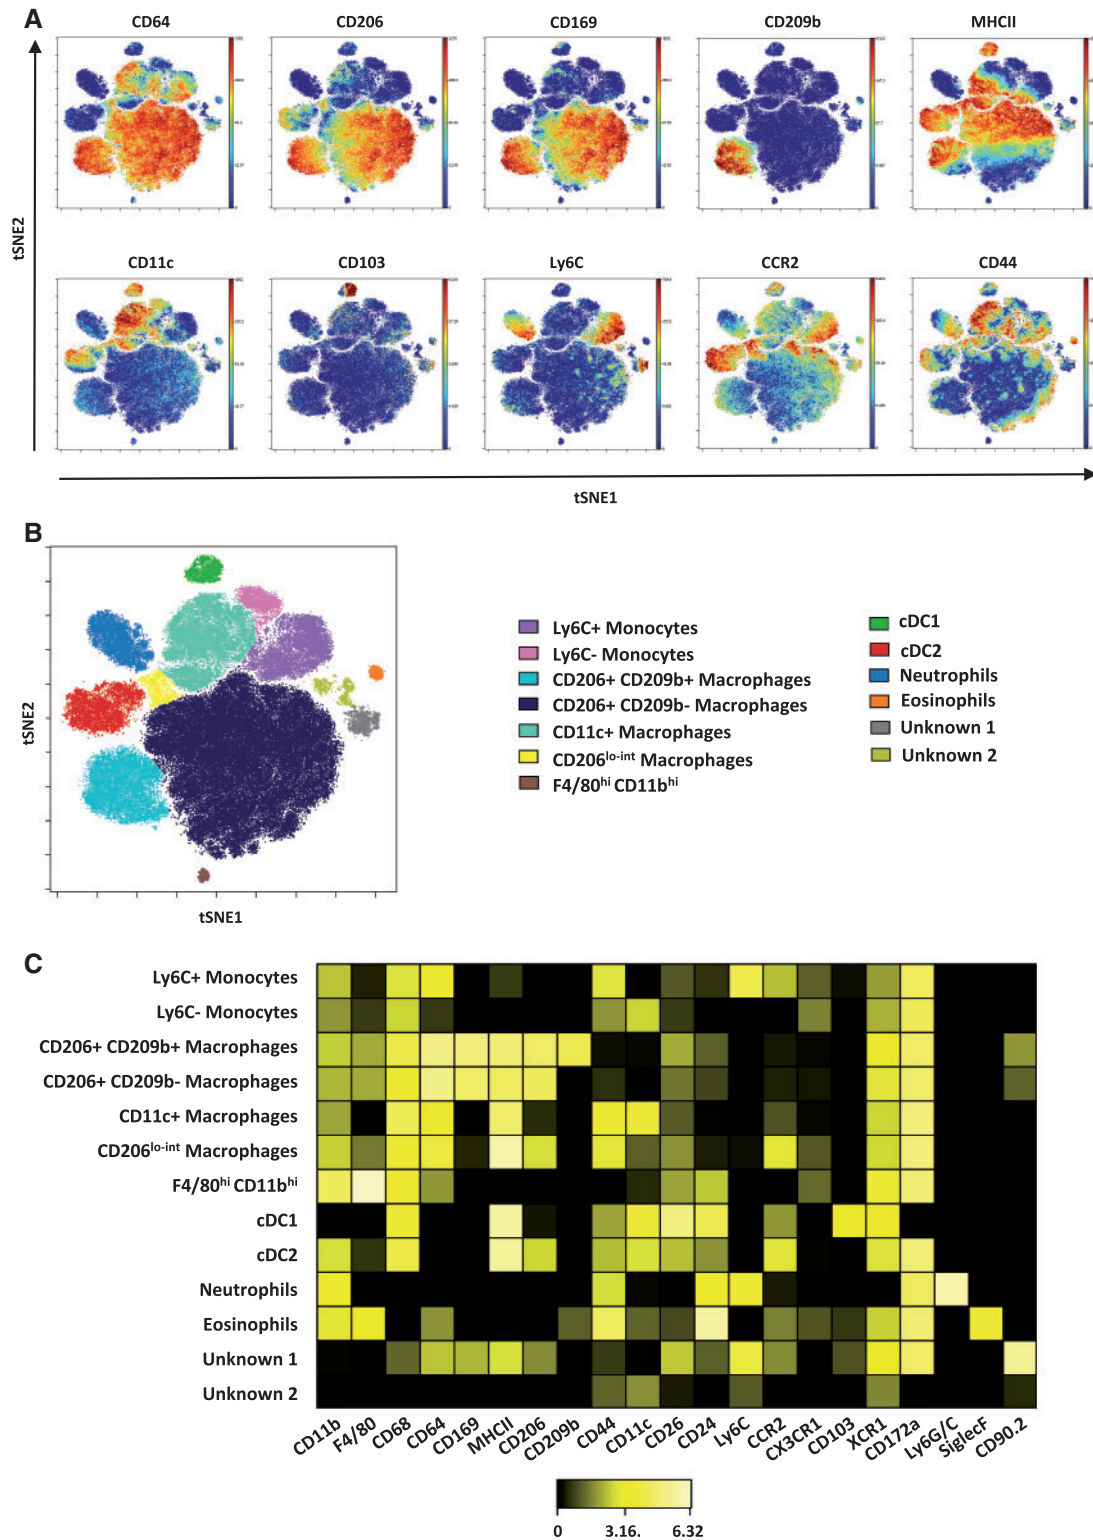 A
CD64 CD206 CD169 CD209b MHCII
tSNE2
CD11c CD103 Ly6C CCR2 CD44
tSNE1
B
tSNE2
tSNE1
Ly6C+ Monocytes
Ly6C- Monocytes
CD206+ CD209b+ Macrophages
CD206+ CD209b- Macrophages
CD11c+ Macrophages
CD206lo-int Macrophages
F4/80hi CD11bhi
cDC1
cDC2
Neutrophils
Eosinophils
Unknown 1
Unknown 2
C
Ly6C+ Monocytes
Ly6C- Monocytes
CD206+ CD209b+ Macrophages
CD206+ CD209b- Macrophages
CD11c+ Macrophages
CD206lo-int Macrophages
F4/80hi CD11bhi
cDC1
cDC2
Neutrophils
Eosinophils
Unknown 1
Unknown 2
CD11b F4/80 CD68 CD64 CD169 MHCII CD206 CD209b CD44 CD11c CD26 CD24 Ly6C CCR2 CX3CR1 CD103 XCR1 CD172a Ly6G/C SiglecF CD90.2
0 3.16. 6.32